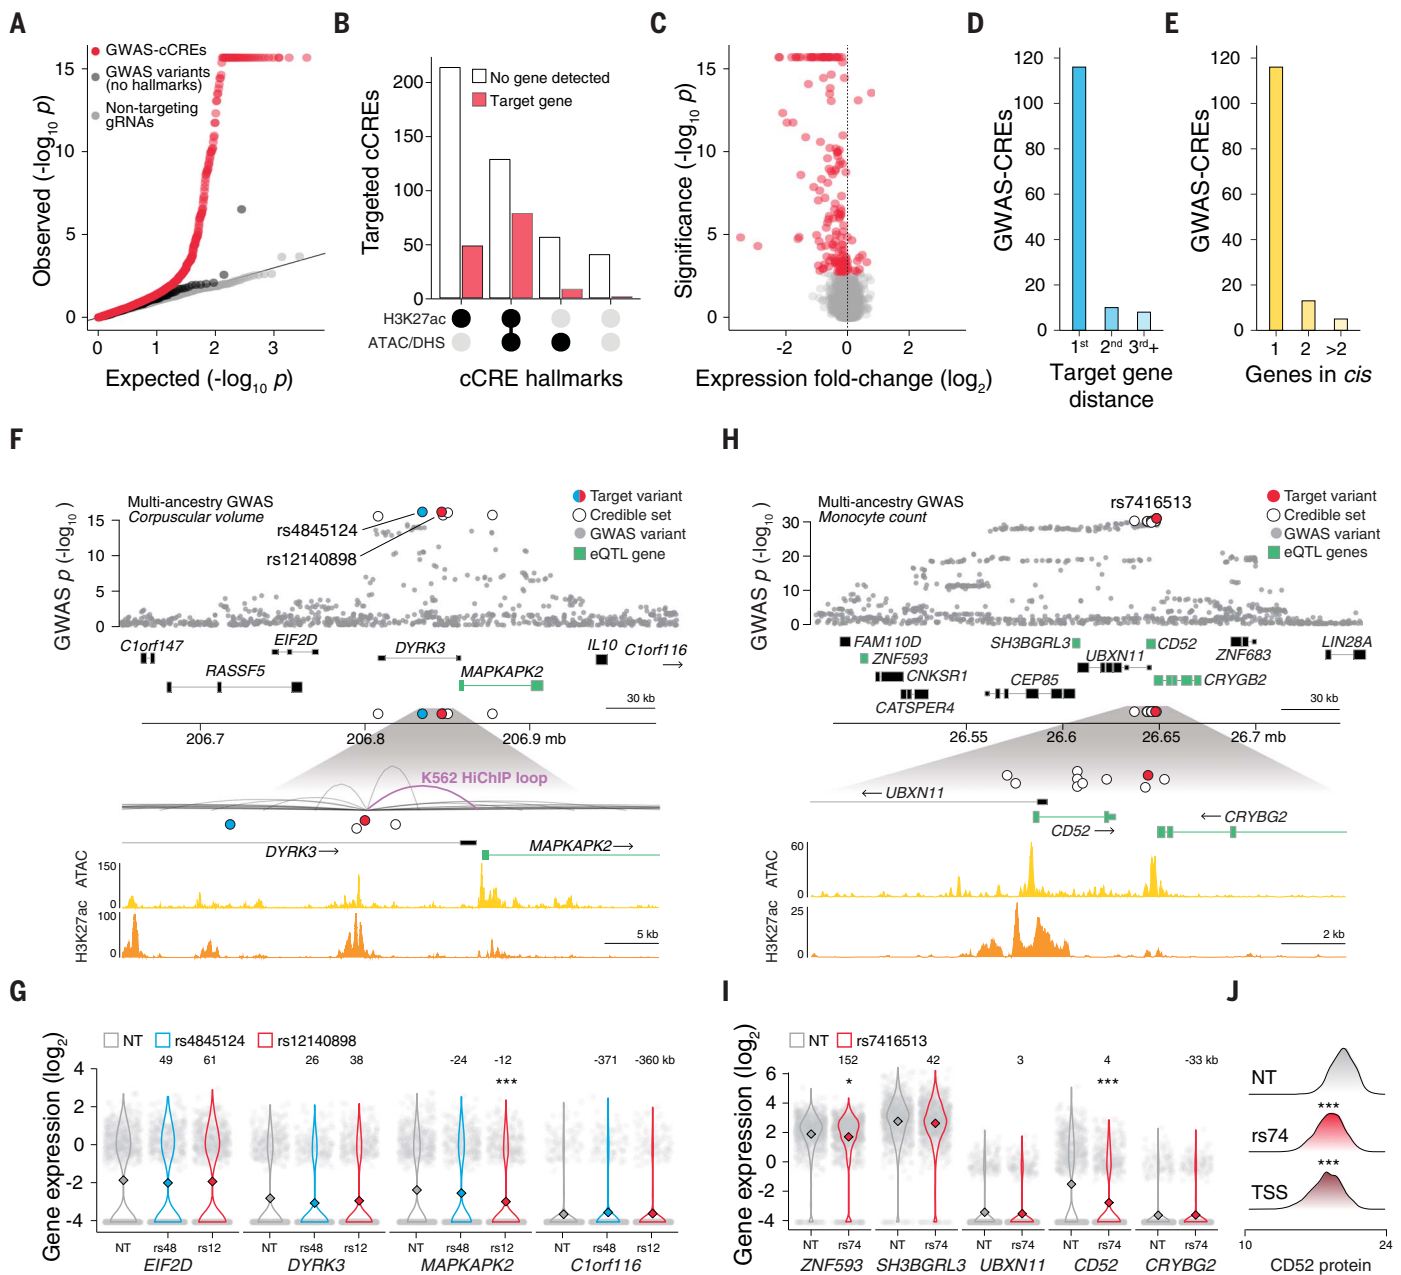 A
GWAS-cCREs
GWAS variants
(no hallmarks)
Non-targeting
gRNAs
Observed (-log10 p)
15
10
5
0
0 1 2 3
Expected (-log10 p)
B
No gene detected
Target gene
Targeted cCREs
200
150
100
50
0
H3K27ac
ATAC/DHS
cCRE hallmarks
C
Significance (-log10 p)
15
10
5
0
-2 0 2
Expression fold-change (log2)
D
GWAS-CREs
120
100
80
60
40
20
0
1st 2nd 3rd+
Target gene
distance
E
GWAS-CREs
120
100
80
60
40
20
0
1 2 >2
Genes in cis
F
Multi-ancestry GWAS
Corpuscular volume
GWAS p (-log10 )
15
10
5
0
rs4845124
rs12140898
Target variant
Credible set
GWAS variant
eQTL gene
C1orf147
EIF2D
DYRK3
IL10
C1orf116
RASSF5
MAPKAPK2
30 kb
206.7 206.8 206.9 mb
K562 HiChIP loop
DYRK3
MAPKAPK2
ATAC
150
0
H3K27ac
100
0
5 kb
H
Multi-ancestry GWAS
Monocyte count
GWAS p (-log10 )
30
20
10
0
rs7416513
Target variant
Credible set
GWAS variant
eQTL genes
FAM110D
SH3BGRL3
CD52
LIN28A
ZNF593
UBXN11
ZNF683
CNKSR1
CEP85
CRYGB2
CATSPER4
30 kb
26.55 26.6 26.65 26.7 mb
UBXN11
CD52
CRYBG2
ATAC
60
0
H3K27ac
25
0
2 kb
G
NT rs4845124 rs12140898
Gene expression (log2)
4
2
0
-2
-4
49 61 26 38 -24 -12 -371 -360 kb
***
NT rs48 rs12 NT rs48 rs12 NT rs48 rs12 NT rs48 rs12
EIF2D DYRK3 MAPKAPK2 C1orf116
I
NT rs7416513
Gene expression (log2)
6
4
2
0
-2
-4
152 42 3 4 -33 kb
* ***
NT rs74 NT rs74 NT rs74 NT rs74 NT rs74
ZNF593 SH3BGRL3 UBXN11 CD52 CRYBG2
J
NT
***
rs74
***
TSS
10 24
CD52 protein